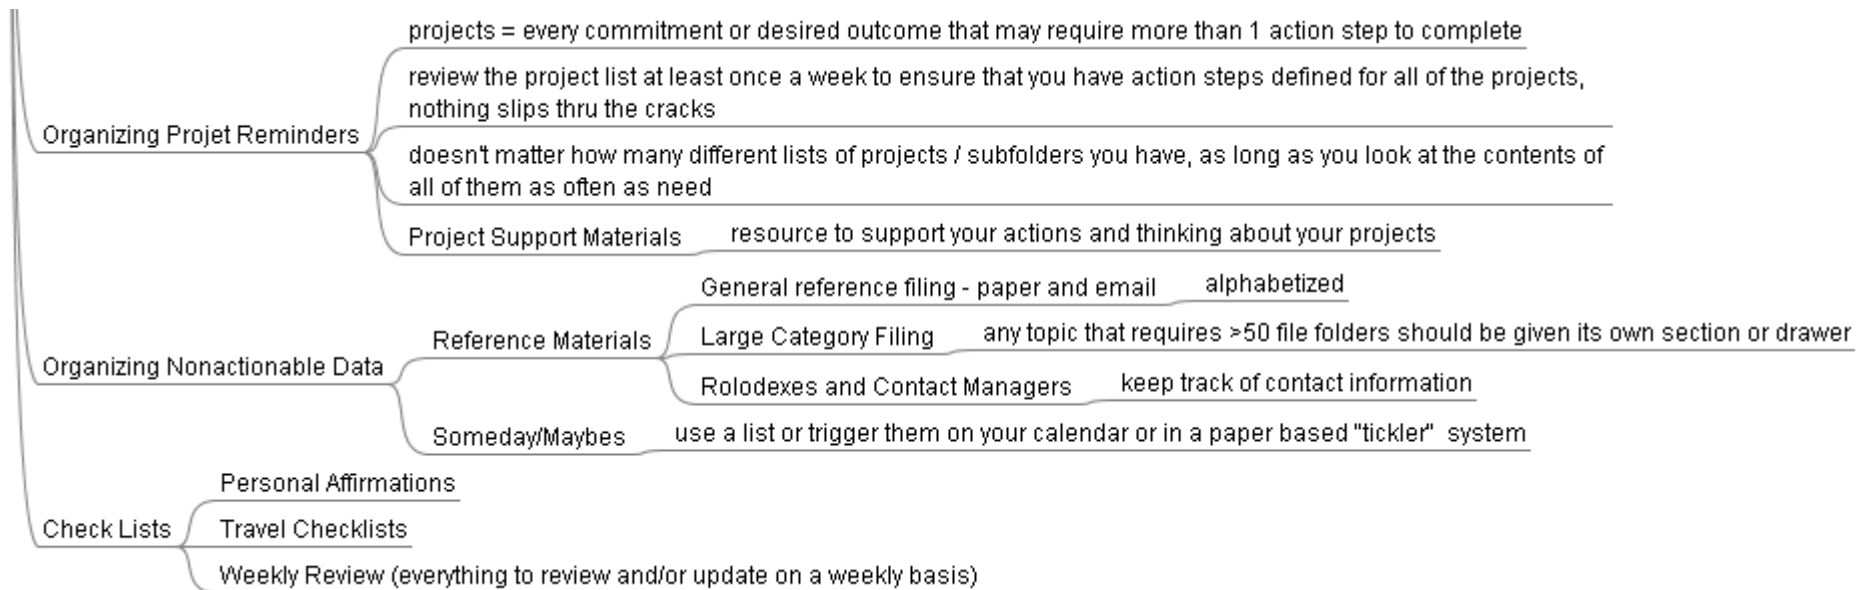 projects = every commitment or desired outcome that may require more than 1 action step to complete
review the project list at least once a week to ensure that you have action steps defined for all of the projects,
nothing slips thru the cracks
Organizing Projet Reminders
doesn't matter how many different lists of projects / subfolders you have, as long as you look at the contents of
all of them as often as need
Project Support Materials
resource to support your actions and thinking about your projects
General reference filing - paper and email
alphabetized
Reference Materials
Large Category Filing
any topic that requires >50 file folders should be given its own section or drawer
Organizing Nonactionable Data
Rolodexes and Contact Managers
keep track of contact information
Someday/Maybes
use a list or trigger them on your calendar or in a paper based "tickler"  system
Personal Affirmations
Check Lists
Travel Checklists
Weekly Review (everything to review and/or update on a weekly basis)